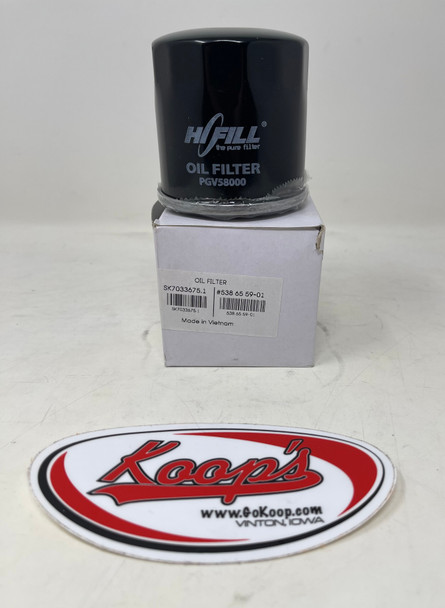 HIFILL®
the pure filter
OIL FILTER
PGV58000
OIL FILTER
SK7033675.1 #538 65 59-01
SK7033675.1 538 65 59-01
Made in Vietnam
Koop's
www.GoKoop.com
VINTON, IOWA